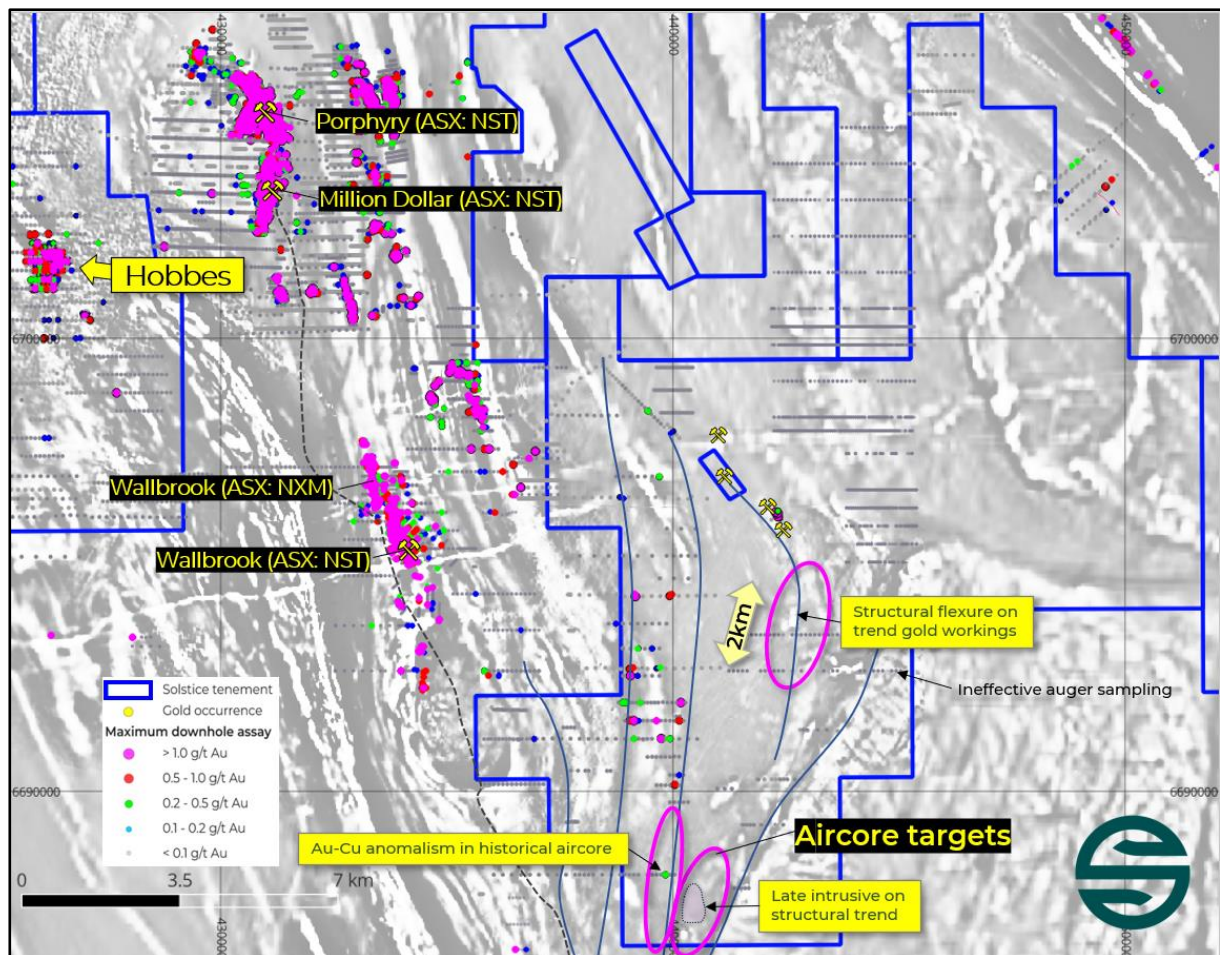 430000
440000
450000
Porphyry (ASX: NST)
Million Dollar (ASX: NST)
Hobbes
6700000
6700000
Wallbrook (ASX: NXM)
Wallbrook (ASX: NST)
2km
Structural flexure on
trend gold workings
Ineffective auger sampling
Solstice tenement
Gold occurrence
Maximum downhole assay
> 1.0 g/t Au
0.5 - 1.0 g/t Au
0.2 - 0.5 g/t Au
0.1 - 0.2 g/t Au
< 0.1 g/t Au
6690000
6690000
Aircore targets
Au-Cu anomalism in historical aircore
Late intrusive on
structural trend
0 3.5 7 km
430000